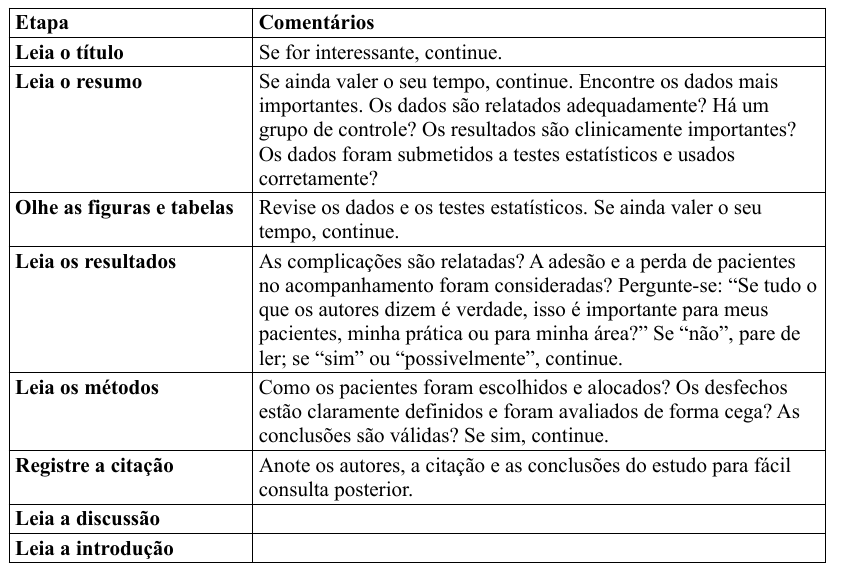 Etapa Comentários
Leia o título Se for interessante, continue.
Leia o resumo Se ainda valer o seu tempo, continue. Encontre os dados mais
importantes. Os dados são relatados adequadamente? Há um
grupo de controle? Os resultados são clinicamente importantes?
Os dados foram submetidos a testes estatísticos e usados
corretamente?
Olhe as figuras e tabelas Revise os dados e os testes estatísticos. Se ainda valer o seu
tempo, continue.
Leia os resultados As complicações são relatadas? A adesão e a perda de pacientes
no acompanhamento foram consideradas? Pergunte-se: “Se tudo o
que os autores dizem é verdade, isso é importante para meus
pacientes, minha prática ou para minha área?” Se “não”, pare de
ler; se “sim” ou “possivelmente”, continue.
Leia os métodos Como os pacientes foram escolhidos e alocados? Os desfechos
estão claramente definidos e foram avaliados de forma cega? As
conclusões são válidas? Se sim, continue.
Registre a citação Anote os autores, a citação e as conclusões do estudo para fácil
consulta posterior.
Leia a discussão
Leia a introdução